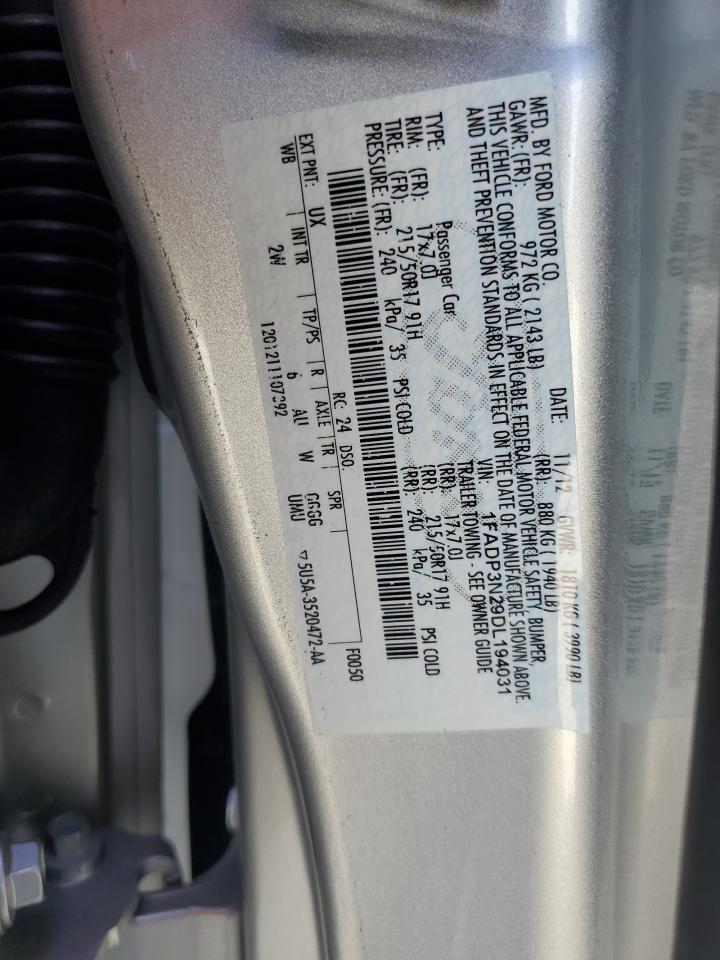 MFD. BY FORD MOTOR CO.
DATE: 11/12 GVWR: 1810 KG ( 3990 LB)
GAWR: (FR): 972 KG ( 2143 LB) (RR): 880 KG ( 1940 LB)
THIS VEHICLE CONFORMS TO ALL APPLICABLE FEDERAL MOTOR VEHICLE SAFETY, BUMPER,
AND THEFT PREVENTION STANDARDS IN EFFECT ON THE DATE OF MANUFACTURE SHOWN ABOVE.
VIN: 1FADP3NZ9DL194031
TYPE: Passenger Car TRAILER TOWING - SEE OWNER GUIDE
RIM: (FR): 17x7.0J (RR): 17x7.0J
TIRE: (FR): 215/50R17 91H (RR): 215/50R17 91H
PRESSURE: (FR): 240 kPa/ 35 PSI COLD (RR): 240 kPa/ 35 PSI COLD
EXT PNT: UX RC: 24 DSO: F0050
WB INT TR TP/PS R AXLE TR SPR
2W 6 AU W GGGG
UMU
1201211107392 ▽5U5A-3520472-AA